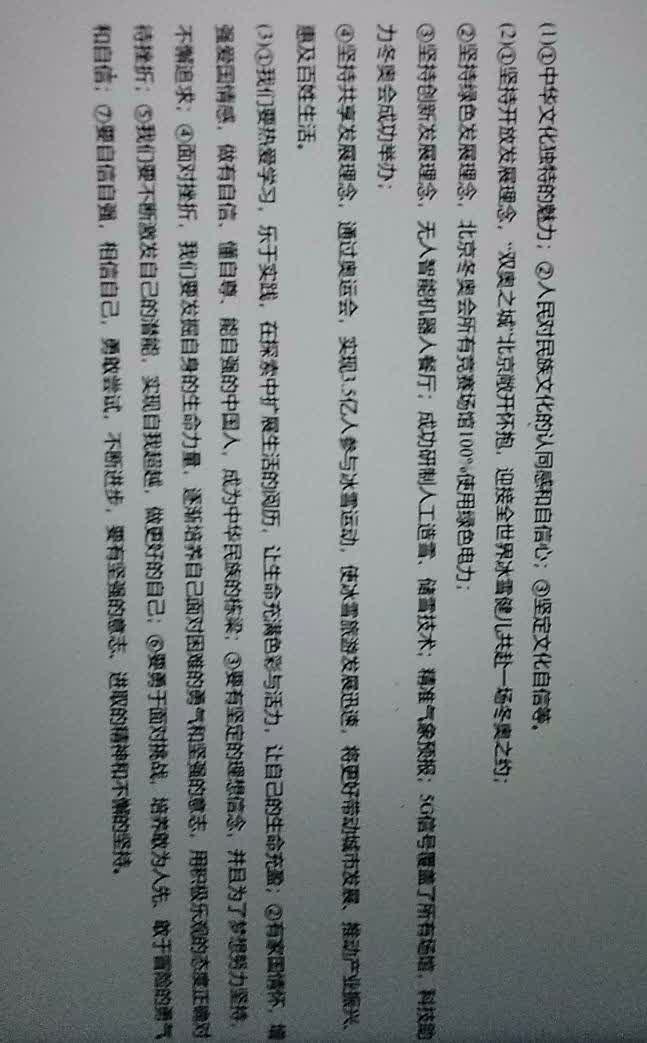 (1)①中华文化独特的魅力；②人民对民族文化的认同感和自信心；③坚定文化自信等。
(2)①坚持开放发展理念，“双奥之城”北京敞开怀抱，迎接全世界冰雪健儿共赴一场冬奥之约；
②坚持绿色发展理念，北京冬奥会所有竞赛场馆100%使用绿色电力；
③坚持创新发展理念，无人智能机器人餐厅；成功研制人工造雪、储雪技术；精准气象预报；5G信号覆盖了所有场馆，科技助
力冬奥会成功举办；
④坚持共享发展理念，通过奥运会，实现3.5亿人参与冰雪运动，使冰雪旅游发展迅速，将更好带动城市发展、推动产业振兴、
惠及百姓生活。
(3)①我们要热爱学习，乐于实践，在探索中扩展生活的阅历，让生命充满色彩与活力，让自己的生命充盈；②有家国情怀，增
强爱国情感，做有自信、懂自尊、能自强的中国人，成为中华民族的栋梁；③要有坚定的理想信念，并且为了梦想努力坚持，
不懈追求；④面对挫折，我们要发掘自身的生命力量，逐渐培养自己面对困难的勇气和坚强的意志，用积极乐观的态度正确对
待挫折；⑤我们要不断激发自己的潜能，实现自我超越，做更好的自己；⑥要勇于面对挑战，培养敢为人先、敢于冒险的勇气
和自信；⑦要自信自强，相信自己，勇敢尝试，不断进步，要有坚强的意志、进取的精神和不懈的坚持。